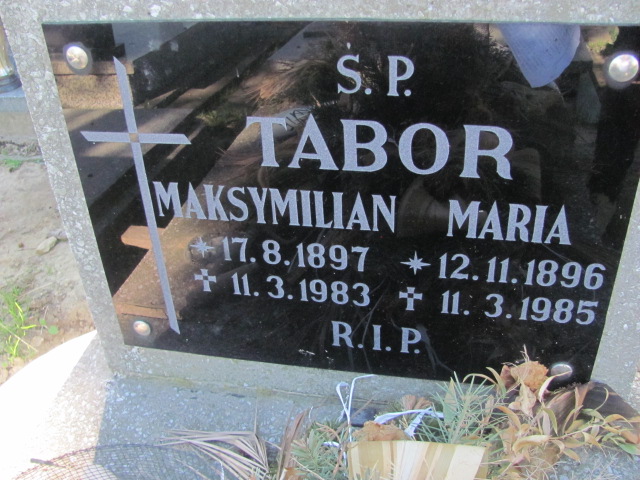 Ś. P.
TABOR
MAKSYMILIAN MARIA
* 17. 8. 1897 * 12. 11. 1896
✝ 11. 3. 1983 ✝ 11. 3. 1985
R. I. P.